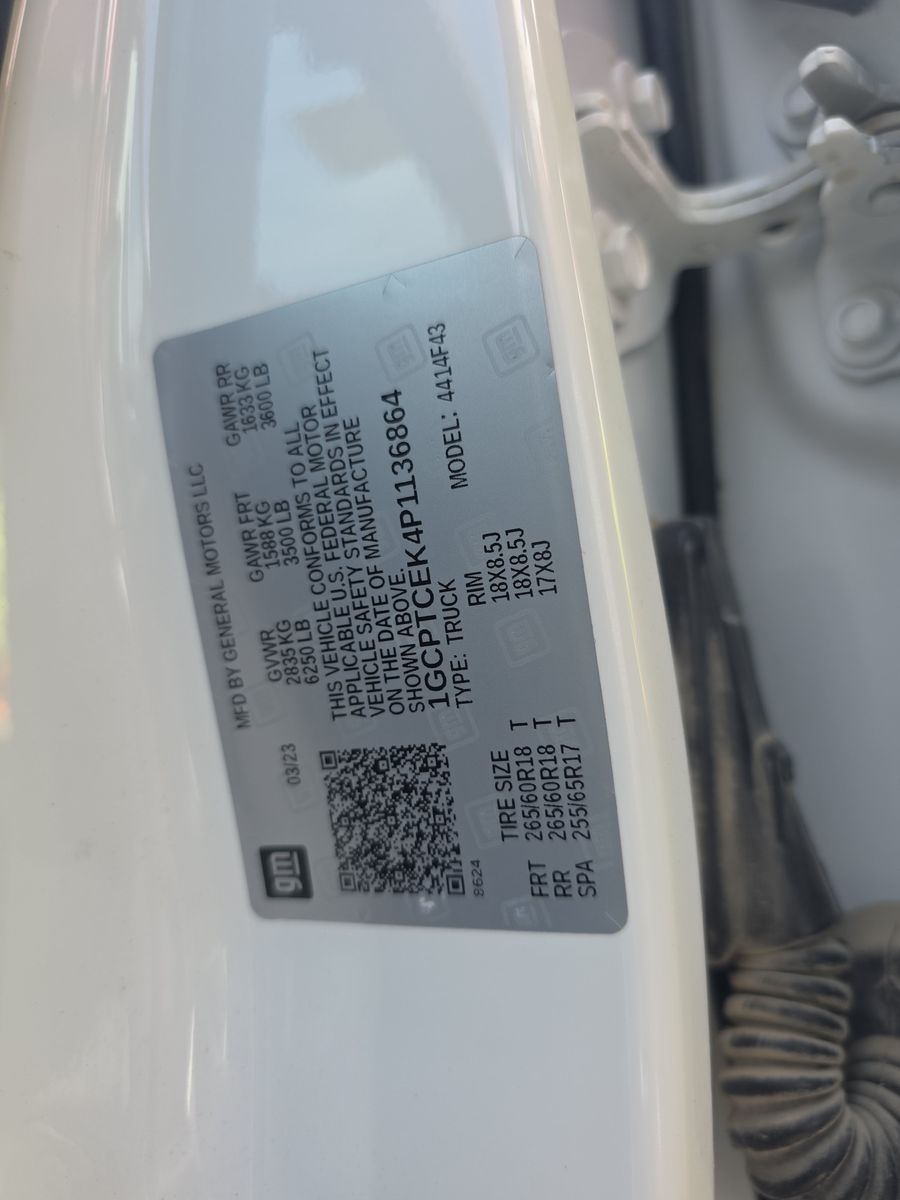 gm
03/23
MFD BY GENERAL MOTORS LLC
GVWR GAWR FRT GAWR RR
2835 KG 1588 KG 1633 KG
6250 LB 3500 LB 3600 LB
THIS VEHICLE CONFORMS TO ALL
APPLICABLE U.S. FEDERAL MOTOR
VEHICLE SAFETY STANDARDS IN EFFECT
ON THE DATE OF MANUFACTURE
SHOWN ABOVE.
1GCPTCEK4P1136864
TYPE: TRUCK MODEL: 4414F43
8624
TIRE SIZE RIM
FRT 265/60R18 T 18X8.5J
RR 265/60R18 T 18X8.5J
SPA 255/65R17 T 17X8J